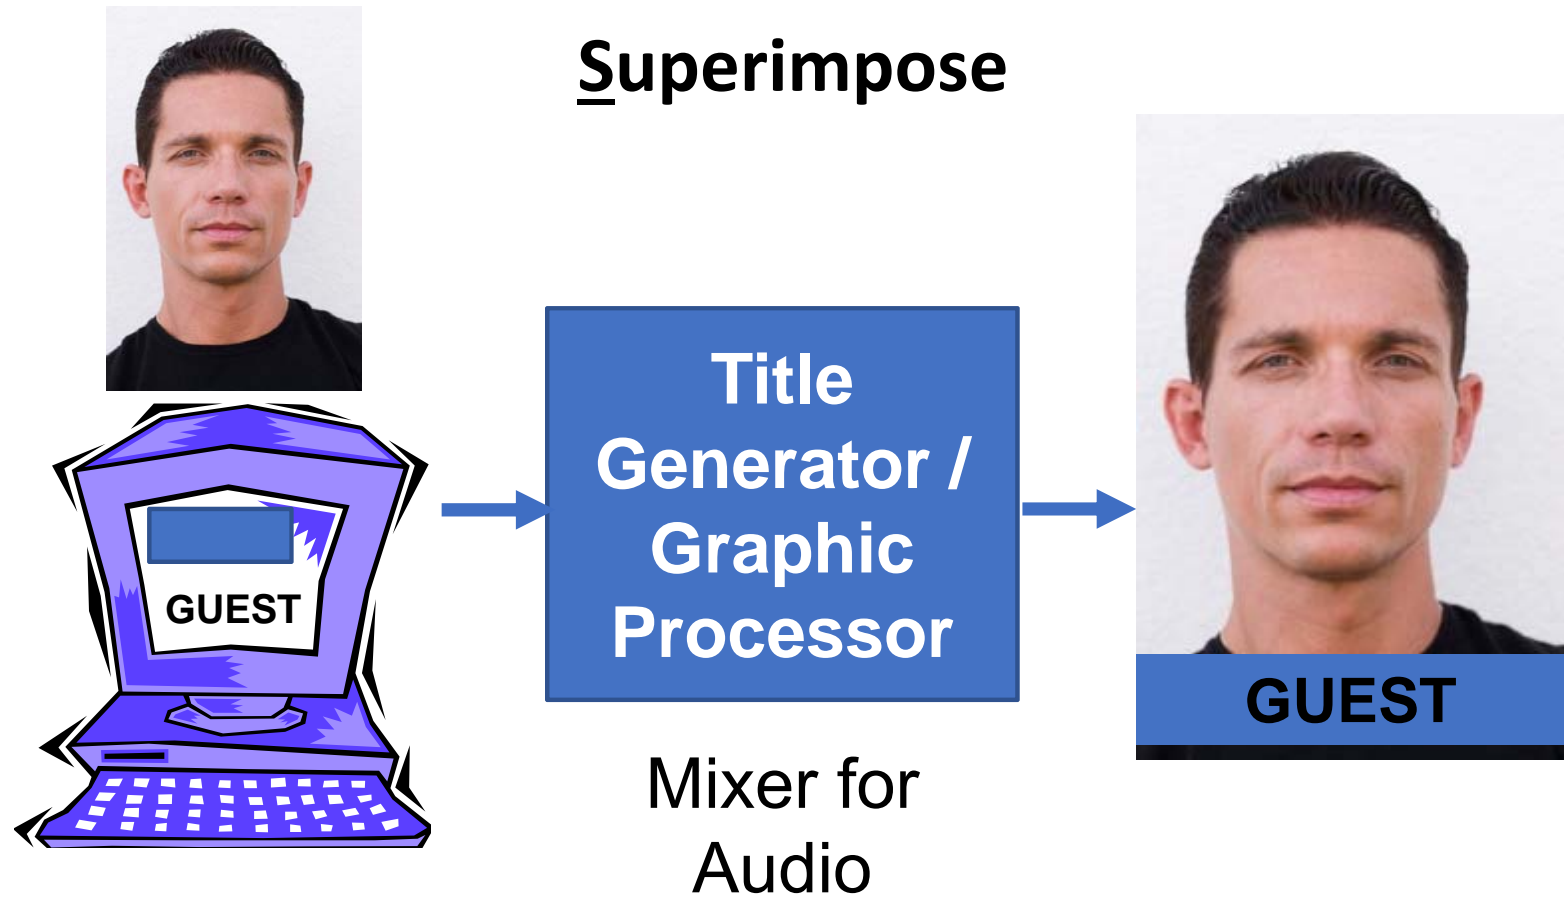 Superimpose
GUEST
Title
Generator /
Graphic
Processor
GUEST
Mixer for
Audio